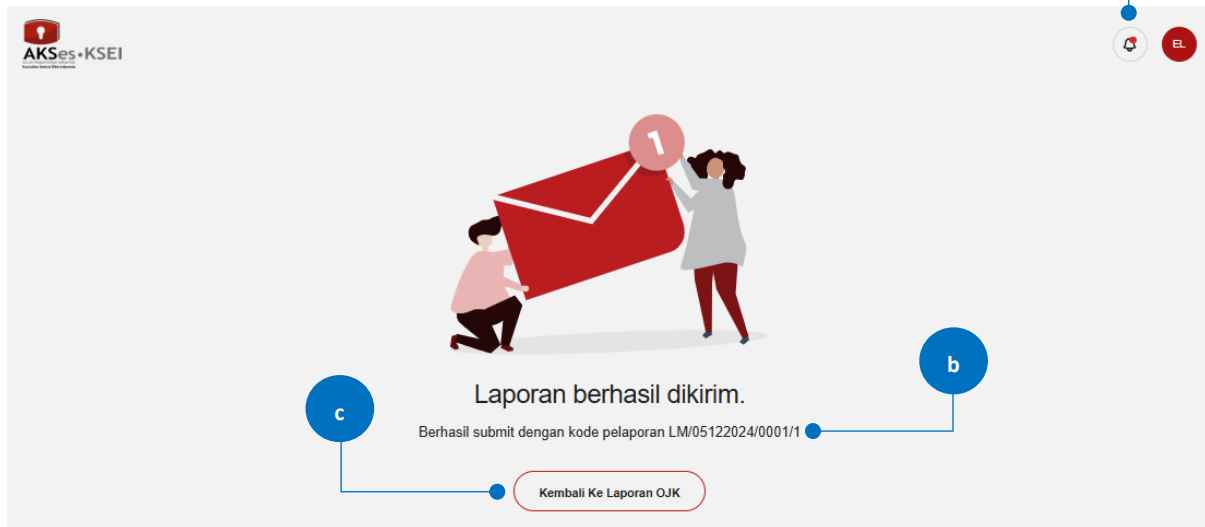 AKSes•KSEI
EL
1
Laporan berhasil dikirim.
b
c
Berhasil submit dengan kode pelaporan LM/05122024/0001/1
Kembali Ke Laporan OJK